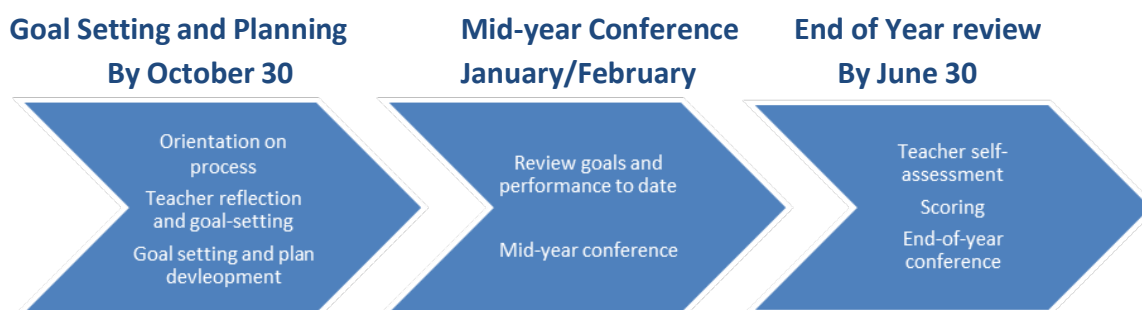 Goal Setting and Planning
By October 30
Mid-year Conference
January/February
End of Year review
By June 30
Orientation on
process
Teacher reflection
and goal-setting
Goal setting and plan
devleopment
Review goals and
performance to date
Mid-year conference
Teacher self-
assessment
Scoring
End-of-year
conference